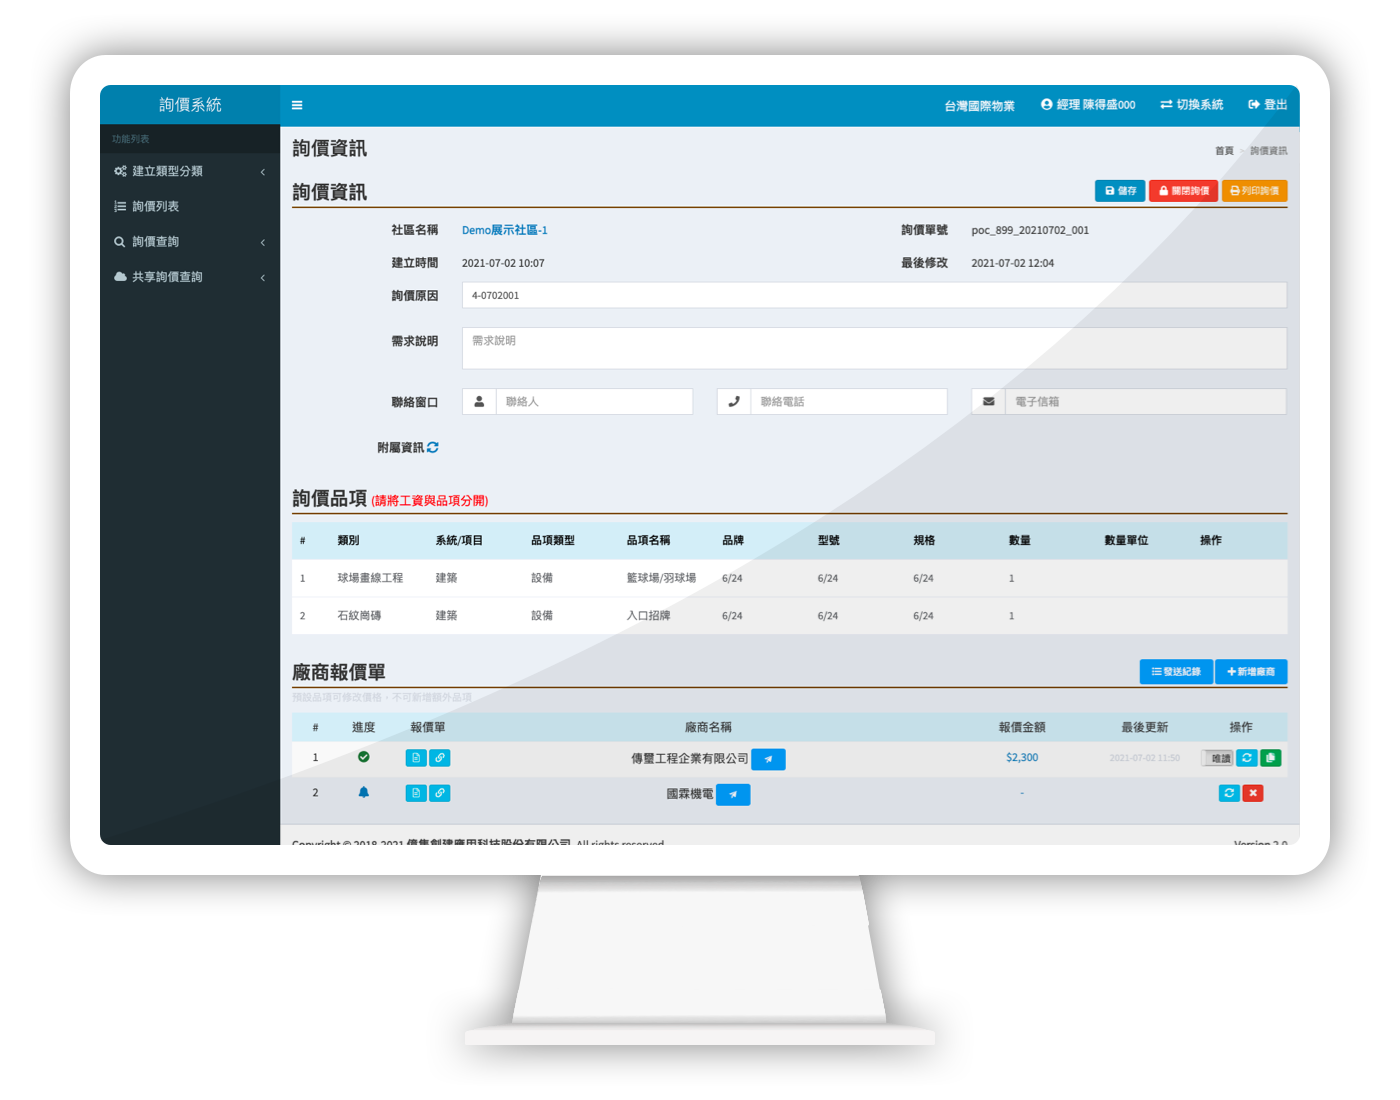 詢價系統
台灣國際物業 經理 陳得盛000 切換系統 登出
功能列表
建立類型分類
詢價列表
詢價查詢
共享詢價查詢
詢價資訊
首頁 > 詢價資訊
詢價資訊
儲存 關閉詢價 列印詢價
社區名稱 Demo展示社區-1 詢價單號 poc_899_20210702_001
建立時間 2021-07-02 10:07 最後修改 2021-07-02 12:04
詢價原因 4-0702001
需求說明 需求說明
聯絡窗口 聯絡人 聯絡電話 電子信箱
附屬資訊
詢價品項 (請將工資與品項分開)
# 類別 系統/項目 品項類型 品項名稱 品牌 型號 規格 數量 數量單位 操作
1 球場畫線工程 建築 設備 籃球場/羽球場 6/24 6/24 6/24 1
2 石紋崗磚 建築 設備 入口招牌 6/24 6/24 6/24 1
廠商報價單
發送紀錄 新增廠商
預設品項可修改價格、不可新增額外品項
# 進度 報價單 廠商名稱 報價金額 最後更新 操作
1 傳璽工程企業有限公司 $2,300 2021-07-02 11:50 唯讀
2 國霖機電 -
Copyright © 2018-2021 億集創建應用科技股份有限公司. All rights reserved.
Version 2.0